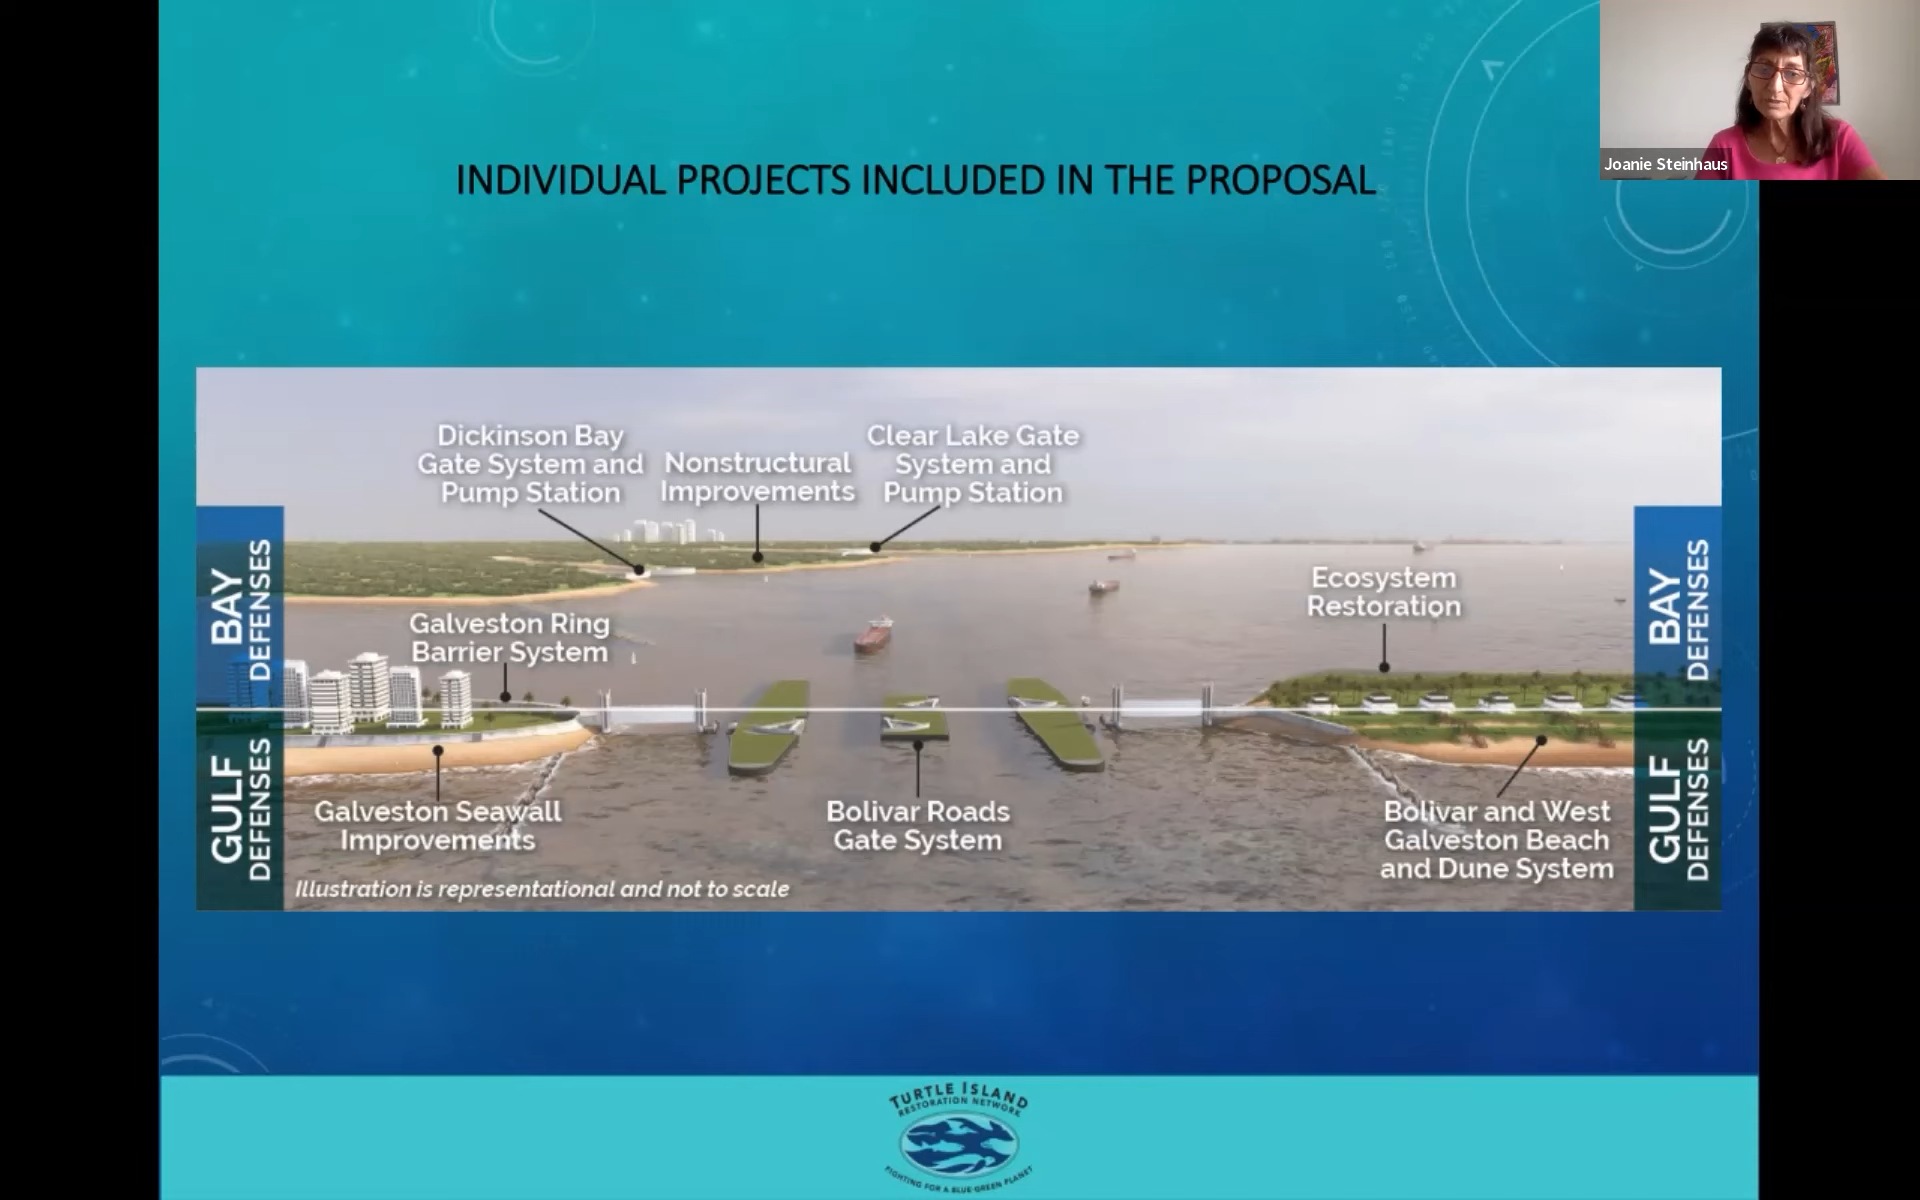 INDIVIDUAL PROJECTS INCLUDED IN THE PROPOSAL
Joanie Steinhaus
Dickinson Bay
Gate System and
Pump Station
Nonstructural
Improvements
Clear Lake Gate
System and
Pump Station
Ecosystem
Restoration
Galveston Ring
Barrier System
BAY
DEFENSES
BAY
DEFENSES
GULF
DEFENSES
GULF
DEFENSES
Galveston Seawall
Improvements
Bolivar Roads
Gate System
Bolivar and West
Galveston Beach
and Dune System
Illustration is representational and not to scale
TURTLE ISLAND
RESTORATION NETWORK
FIGHTING FOR A BLUE-GREEN PLANET